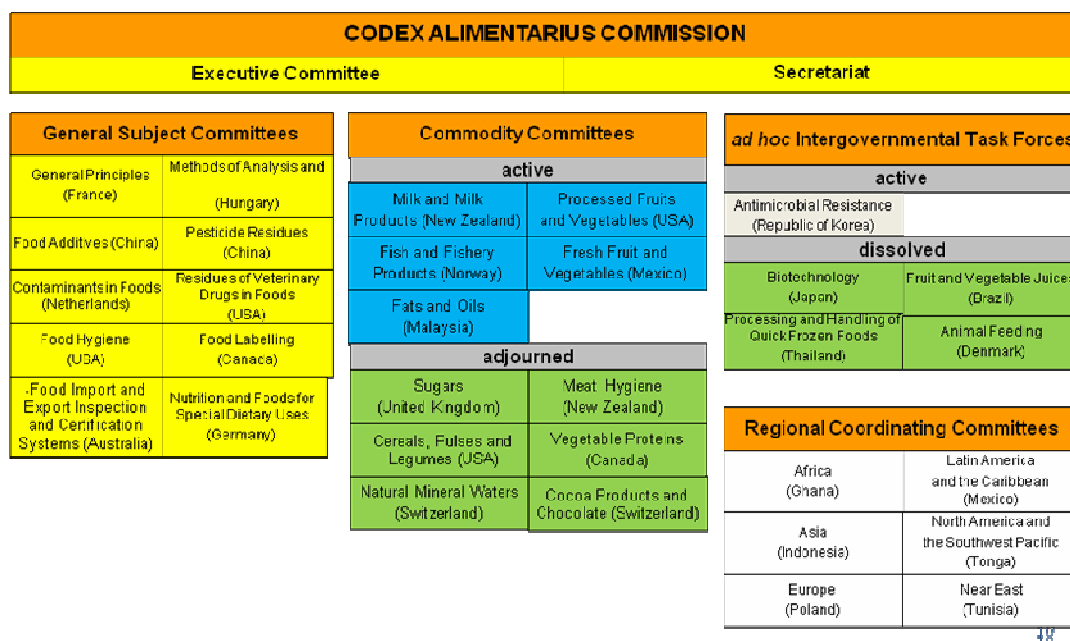 CODEX ALIMENTARIUS COMMISSION
Executive Committee
Secretariat
General Subject Committees
General Principles
(France)
Methods of Analysis and
(Hungary)
Food Additves (China)
Pesticide Residues
(China)
Contaminants in Foods
(Netherlands)
Residues of Veterinary
Drugs in Foods
(USA)
Food Hygiene
(USA)
Food Labelling
(Canada)
-Food Import and
Export Inspection
and Certification
Systems (Australia)
Nutrition and Foods for
Special Dietary Uses
(Germany)
Commodity Committees
active
Milk and Milk
Products (New Zealand)
Processed Fruits
and Vegetables (USA)
Fish and Fishery
Products (Norway)
Fresh Fruit and
Vegetables (Mexico)
Fats and Oils
(Malaysia)
adjourned
Sugars
(United Kingdom)
Meat Hygiene
(New Zealand)
Cereals, Pulses and
Legumes (USA)
Vegetable Proteins
(Canada)
Natural Mineral Waters
(Switzerland)
Cocoa Products and
Chocolate (Switzerland)
ad hoc Intergovernmental Task Forces
active
Antimicrobial Resistance
(Republic of Korea)
dissolved
Biotechnology
(Japan)
Fruit and Vegetable Juices
(Brazil)
Processing and Handling of
Quick Frozen Foods
(Thailand)
Animal Feeding
(Denmark)
Regional Coordinating Committees
Africa
(Ghana)
Latin America
and the Caribbean
(Mexico)
Asia
(Indonesia)
North America and
the Southwest Pacific
(Tonga)
Europe
(Poland)
Near East
(Tunisia)